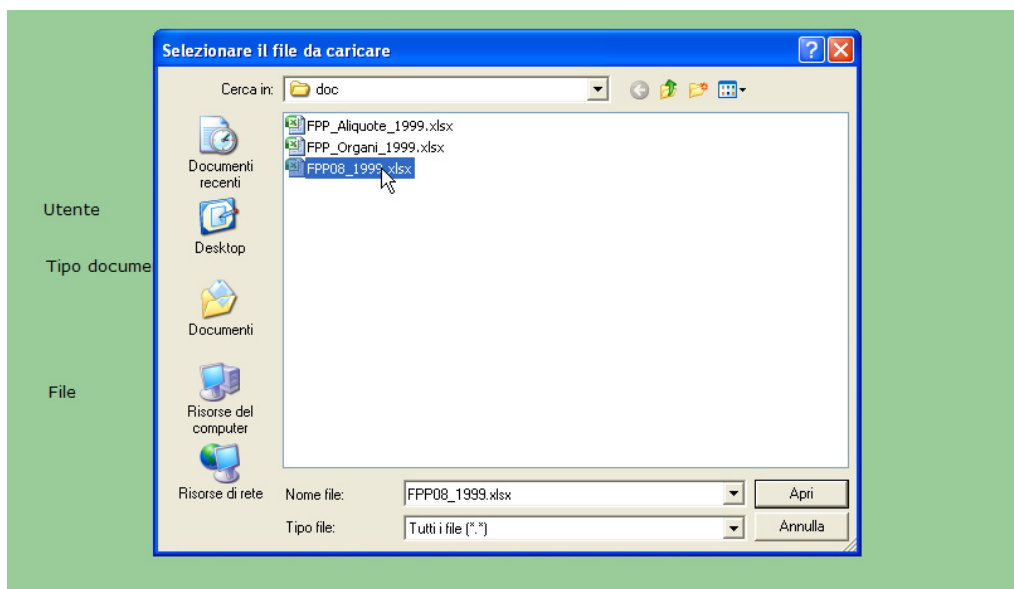 Selezionare il file da caricare
Cerca in:
doc
FPP_Aliquote_1999.xlsx
FPP_Organi_1999.xlsx
FPP08_1999.xlsx
Documenti
recenti
Desktop
Documenti
Risorse del
computer
Risorse di rete
Utente
Tipo docume
File
Nome file:
FPP08_1999.xlsx
Apri
Tipo file:
Tutti i file (*.*)
Annulla